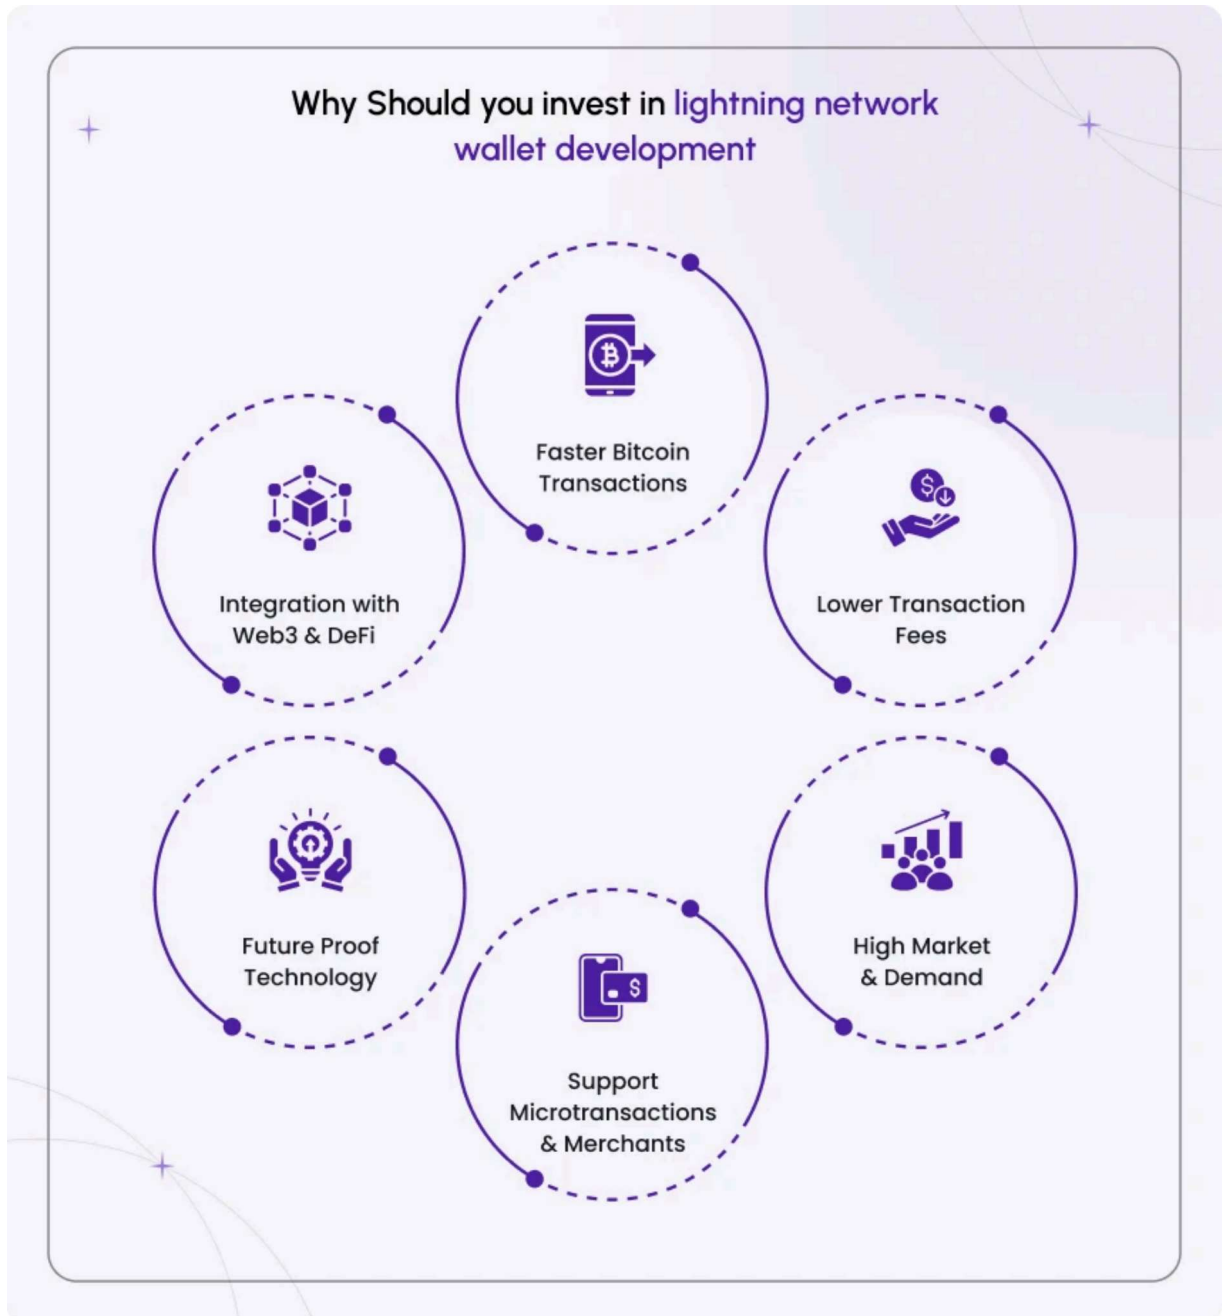 Why Should you invest in lightning network
wallet development
Faster Bitcoin
Transactions
Integration with
Web3 & DeFi
Lower Transaction
Fees
Future Proof
Technology
High Market
& Demand
Support
Microtransactions
& Merchants